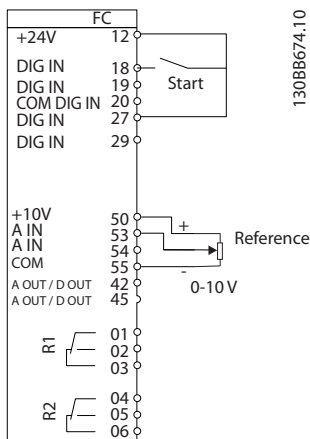 FC
+24V 12
DIG IN 18
DIG IN 19
COM DIG IN 20
DIG IN 27
DIG IN 29
Start
130BB674.10
+10V 50
A IN 53
A IN 54
COM 55
A OUT / D OUT 42
A OUT / D OUT 45
+
Reference
-
0-10 V
R1
01
02
03
R2
04
05
06